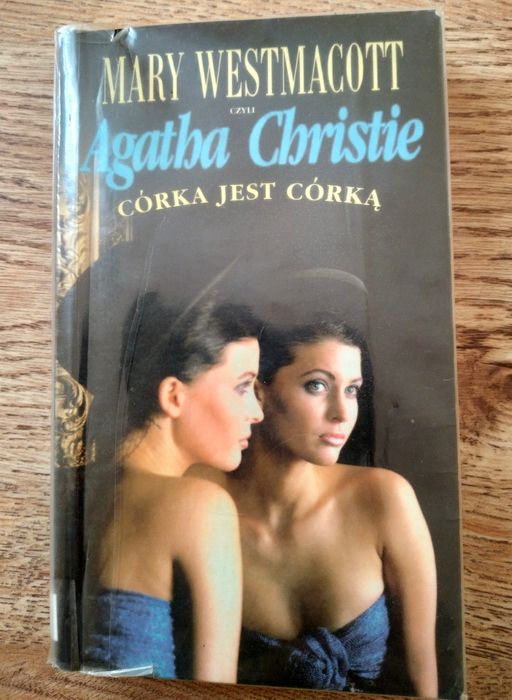 MARY WESTMACOTT
CZYLI
Agatha Christie
CÓRKA JEST CÓRKĄ